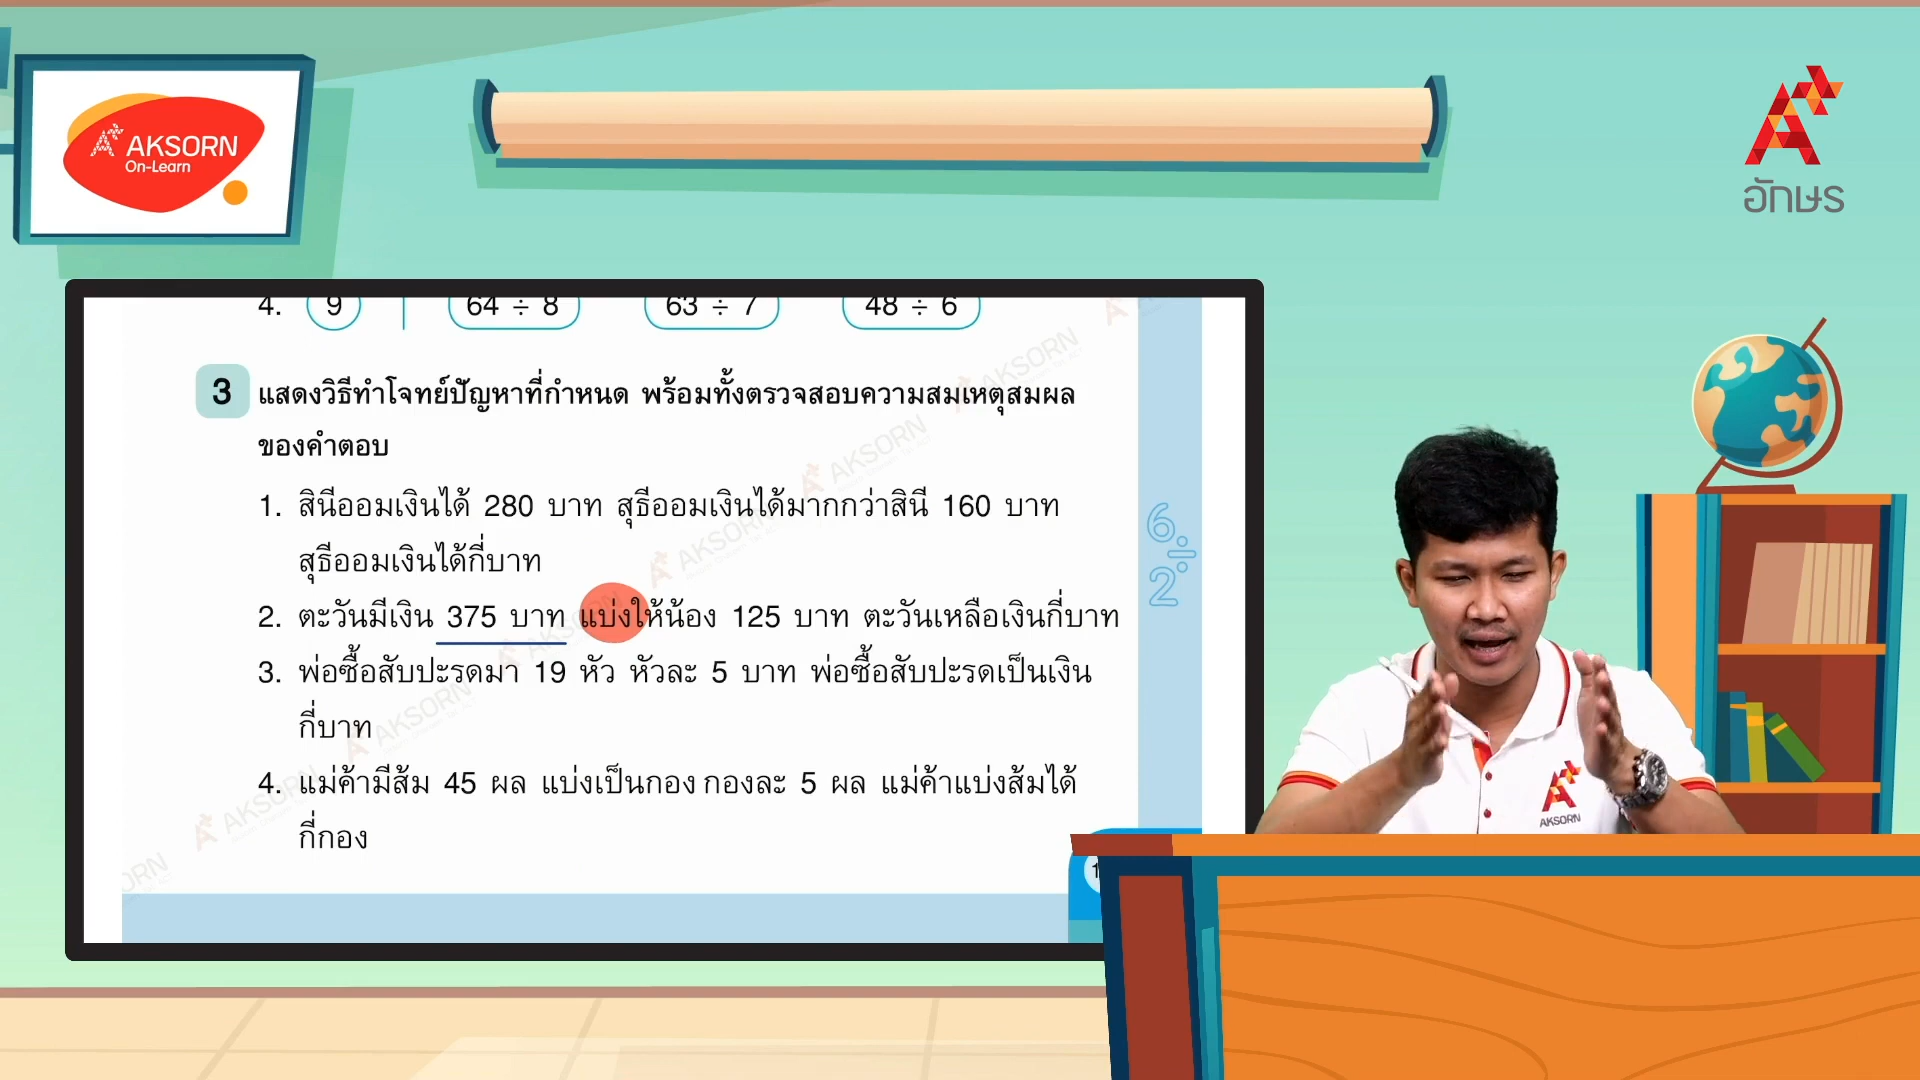 AKSORN
On-Learn
อักษร
4. 9 64 ÷ 8 63 ÷ 7 48 ÷ 6
3 แสดงวิธีทำโจทย์ปัญหาที่กำหนด พร้อมทั้งตรวจสอบความสมเหตุสมผล
ของคำตอบ
1. สินีออมเงินได้ 280 บาท สุธีออมเงินได้มากกว่าสินี 160 บาท
สุธีออมเงินได้กี่บาท
2. ตะวันมีเงิน 375 บาท แบ่งให้น้อง 125 บาท ตะวันเหลือเงินกี่บาท
3. พ่อซื้อสับปะรดมา 19 หัว หัวละ 5 บาท พ่อซื้อสับปะรดเป็นเงิน
กี่บาท
4. แม่ค้ามีส้ม 45 ผล แบ่งเป็นกอง กองละ 5 ผล แม่ค้าแบ่งส้มได้
กี่กอง
6 ÷ 2
AKSORN
AKSORN
AKSORN
AKSORN
AKSORN
AKSORN